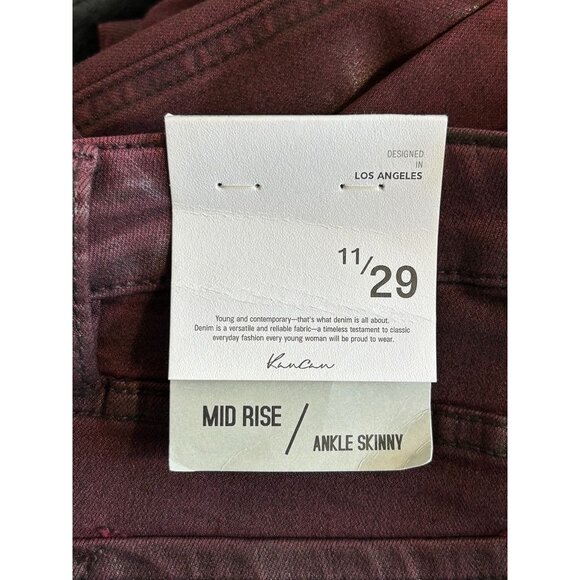 DESIGNED
IN
LOS ANGELES
11/29
Young and contemporary—that's what denim is all about.
Denim is a versatile and reliable fabric—a timeless testament to classic
everyday fashion every young woman will be proud to wear.
KanCan
MID RISE / ANKLE SKINNY